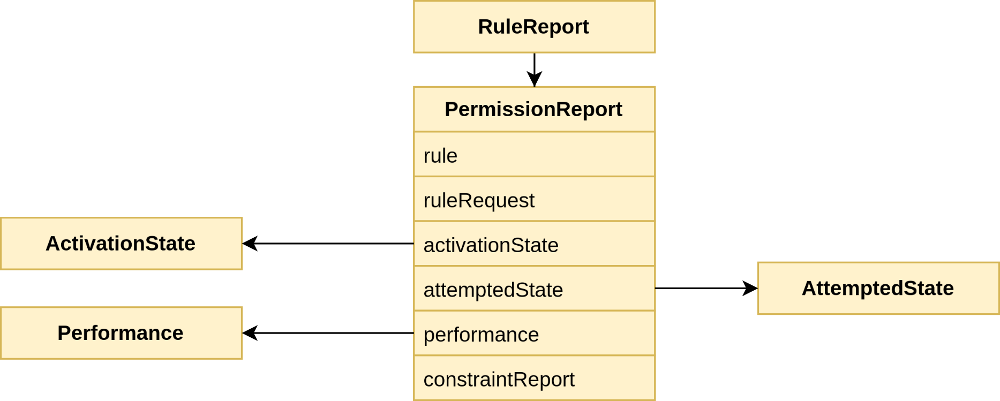 RuleReport
PermissionReport
rule
ruleRequest
activationState
attemptedState
performance
constraintReport
ActivationState
Performance
AttemptedState